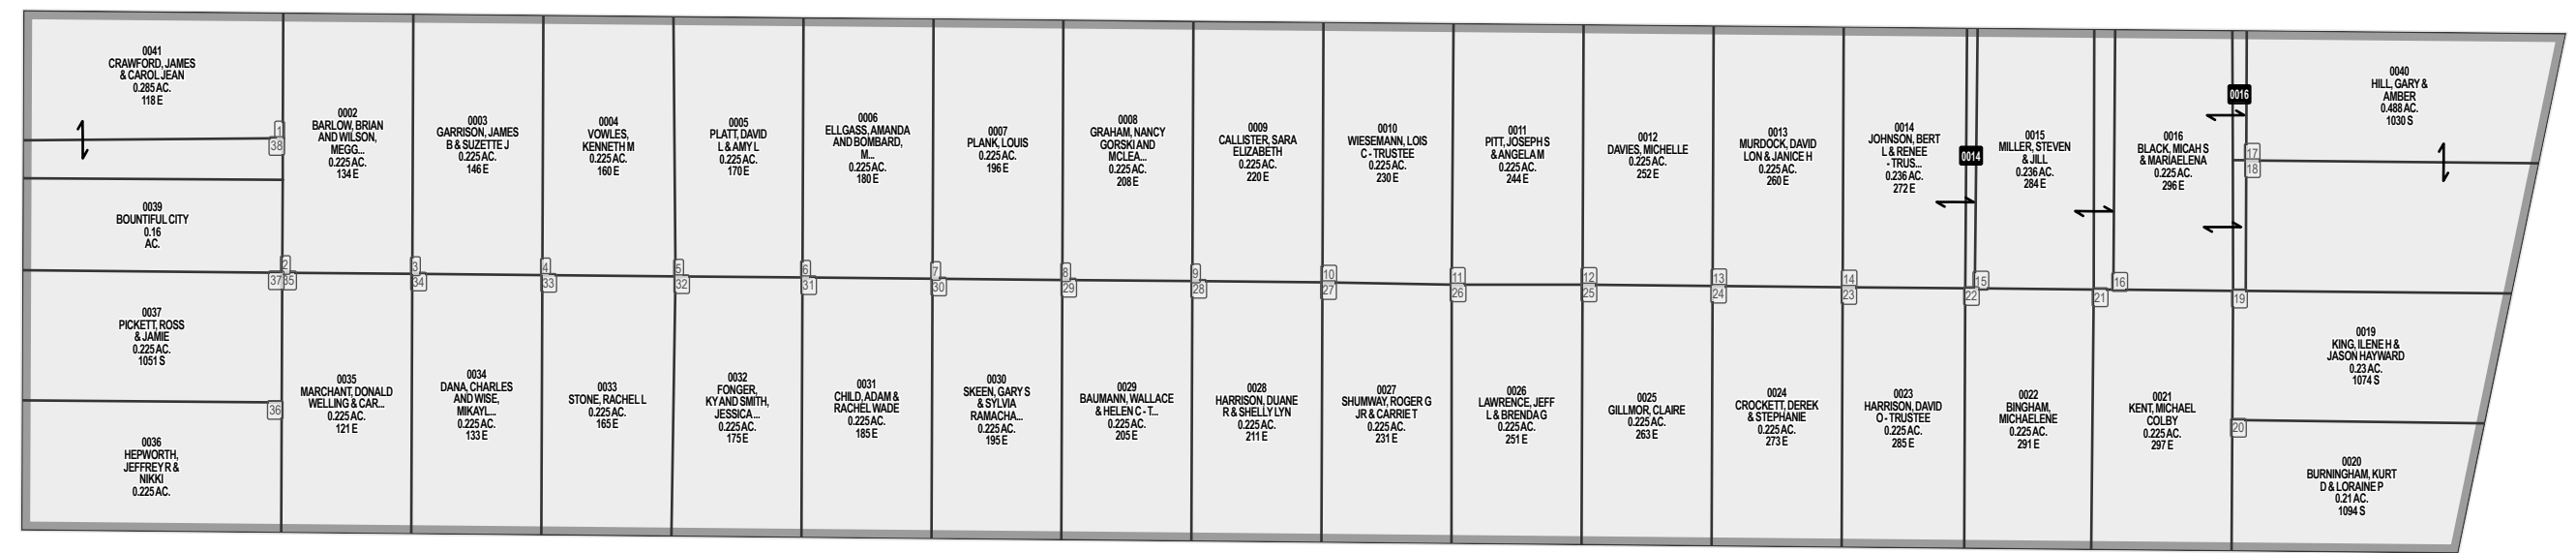 0041
CRAWFORD, JAMES
& CAROL JEAN
0.285 AC.
118 E
1
38
0039
BOUNTIFUL CITY
0.16
AC.
0002
BARLOW, BRIAN
AND WILSON,
MEGG...
0.225 AC.
134 E
0003
GARRISON, JAMES
B & SUZETTE J
0.225 AC.
146 E
0004
VOWLES,
KENNETH M
0.225 AC.
160 E
0005
PLATT, DAVID
L & AMY L
0.225 AC.
170 E
0006
ELLGASS, AMANDA
AND BOMBARD,
M...
0.225 AC.
180 E
0007
PLANK, LOUIS
0.225 AC.
196 E
0008
GRAHAM, NANCY
GORSKI AND
MCLEA...
0.225 AC.
208 E
0009
CALLISTER, SARA
ELIZABETH
0.225 AC.
220 E
0010
WIESEMANN, LOIS
C - TRUSTEE
0.225 AC.
230 E
0011
PITT, JOSEPH S
& ANGELA M
0.225 AC.
244 E
0012
DAVIES, MICHELLE
0.225 AC.
252 E
0013
MURDOCK, DAVID
LON & JANICE H
0.225 AC.
260 E
0014
JOHNSON, BERT
L & RENEE
- TRUS...
0.236 AC.
272 E
0014
0015
MILLER, STEVEN
& JILL
0.236 AC.
284 E
0016
BLACK, MICAH S
& MARIAELENA
0.225 AC.
296 E
0016
0040
HILL, GARY &
AMBER
0.488 AC.
1030 S
17
18
2
3
4
5
6
7
8
9
10
11
12
13
14
15
16
37
35
34
33
32
31
30
29
28
27
26
25
24
23
22
21
19
0037
PICKETT, ROSS
& JAMIE
0.225 AC.
1051 S
36
0036
HEPWORTH,
JEFFREY R &
NIKKI
0.225 AC.
0035
MARCHANT, DONALD
WELLING & CAR...
0.225 AC.
121 E
0034
DANA, CHARLES
AND WISE,
MIKAYL...
0.225 AC.
133 E
0033
STONE, RACHEL L
0.225 AC.
165 E
0032
FONGER,
KY AND SMITH,
JESSICA ...
0.225 AC.
175 E
0031
CHILD, ADAM &
RACHEL WADE
0.225 AC.
185 E
0030
SKEEN, GARY S
& SYLVIA
RAMACHA...
0.225 AC.
195 E
0029
BAUMANN, WALLACE
& HELEN C - T...
0.225 AC.
205 E
0028
HARRISON, DUANE
R & SHELLY LYN
0.225 AC.
211 E
0027
SHUMWAY, ROGER G
JR & CARRIE T
0.225 AC.
231 E
0026
LAWRENCE, JEFF
L & BRENDA G
0.225 AC.
251 E
0025
GILLMOR, CLAIRE
0.225 AC.
263 E
0024
CROCKETT, DEREK
& STEPHANIE
0.225 AC.
273 E
0023
HARRISON, DAVID
O - TRUSTEE
0.225 AC.
285 E
0022
BINGHAM,
MICHAELENE
0.225 AC.
291 E
0021
KENT, MICHAEL
COLBY
0.225 AC.
297 E
0019
KING, ILENE H &
JASON HAYWARD
0.23 AC.
1074 S
20
0020
BURNINGHAM, KURT
D & LORAINE P
0.21 AC.
1094 S